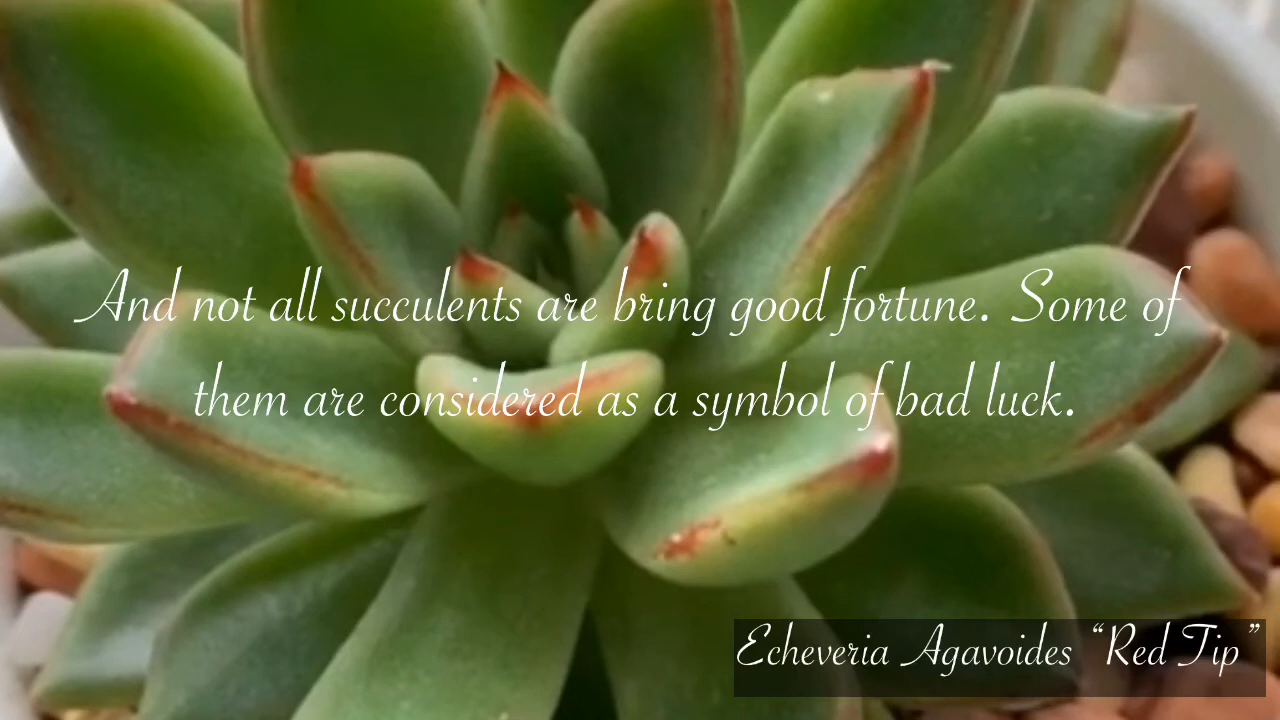 And not all succulents are bring good fortune. Some of
them are considered as a symbol of bad luck.
Echeveria Agavoides “Red Tip”